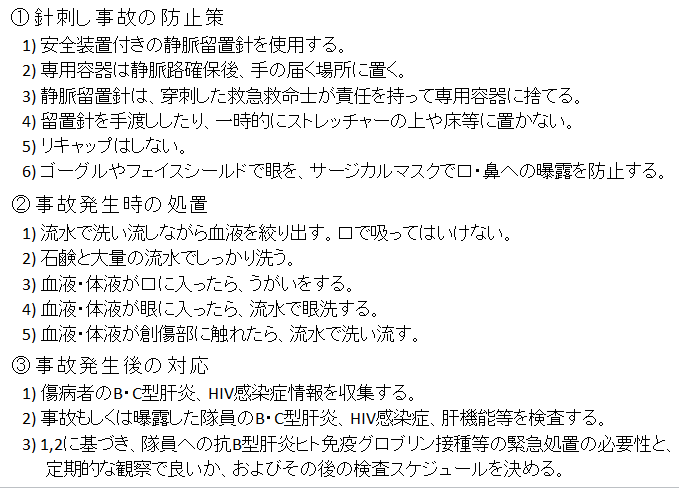 ①針刺し事故の防止策
1) 安全装置付きの静脈留置針を使用する。
2) 専用容器は静脈路確保後、手の届く場所に置く。
3) 静脈留置針は、穿刺した救急救命士が責任を持って専用容器に捨てる。
4) 留置針を手渡ししたり、一時的にストレッチャーの上や床等に置かない。
5) リキャップはしない。
6) ゴーグルやフェイスシールドで眼を、サージカルマスクで口・鼻への曝露を防止する。
②事故発生時の処置
1) 流水で洗い流しながら血液を絞り出す。口で吸ってはいけない。
2) 石鹸と大量の流水でしっかり洗う。
3) 血液・体液が口に入ったら、うがいをする。
4) 血液・体液が眼に入ったら、流水で眼洗する。
5) 血液・体液が創傷部に触れたら、流水で洗い流す。
③事故発生後の対応
1) 傷病者のB・C型肝炎、HIV感染症情報を収集する。
2) 事故もしくは曝露した隊員のB・C型肝炎、HIV感染症、肝機能等を検査する。
3) 1,2に基づき、隊員への抗B型肝炎ヒト免疫グロブリン接種等の緊急処置の必要性と、
定期的な観察で良いか、およびその後の検査スケジュールを決める。